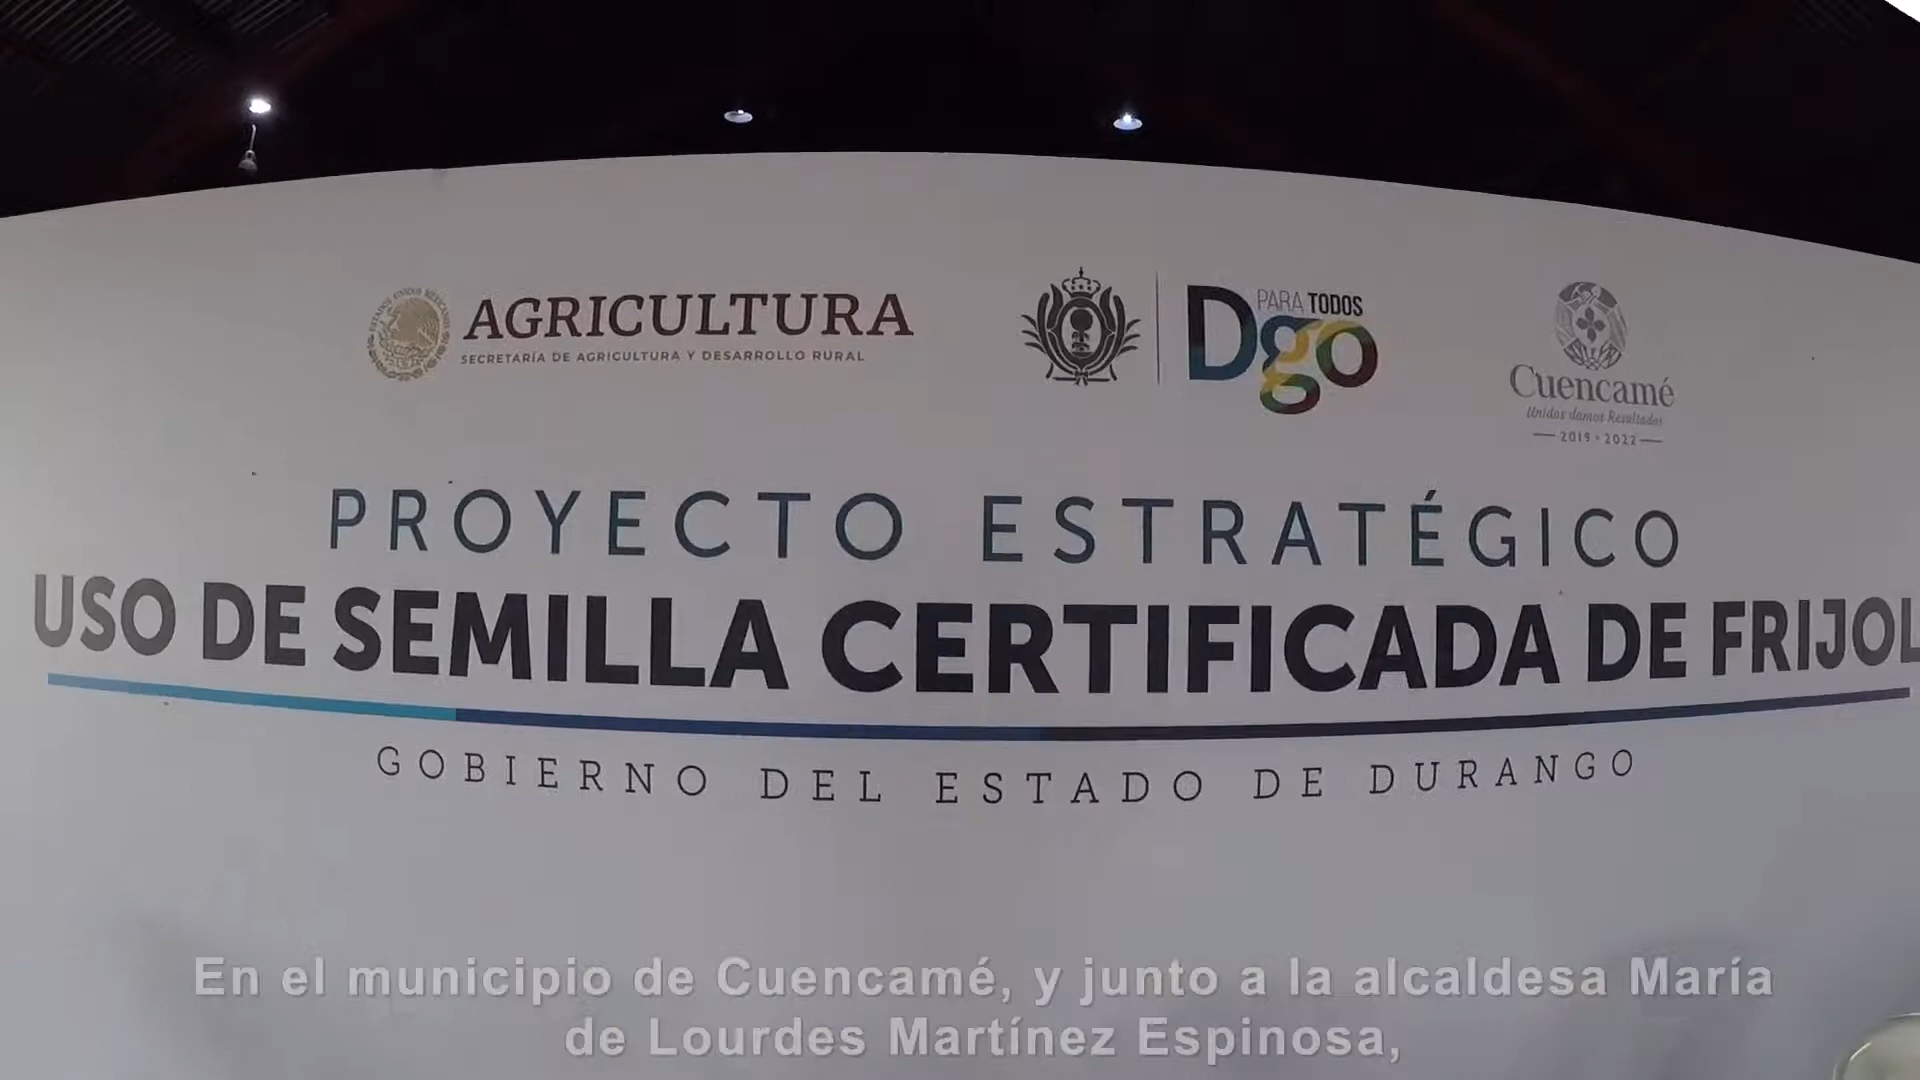 AGRICULTURA
SECRETARÍA DE AGRICULTURA Y DESARROLLO RURAL
PARA TODOS
Dgo
Cuencamé
Unidos damos Resultados
2019 • 2022
PROYECTO ESTRATÉGICO
USO DE SEMILLA CERTIFICADA DE FRIJOL
GOBIERNO DEL ESTADO DE DURANGO
En el municipio de Cuencamé, y junto a la alcaldesa María
de Lourdes Martínez Espinosa,